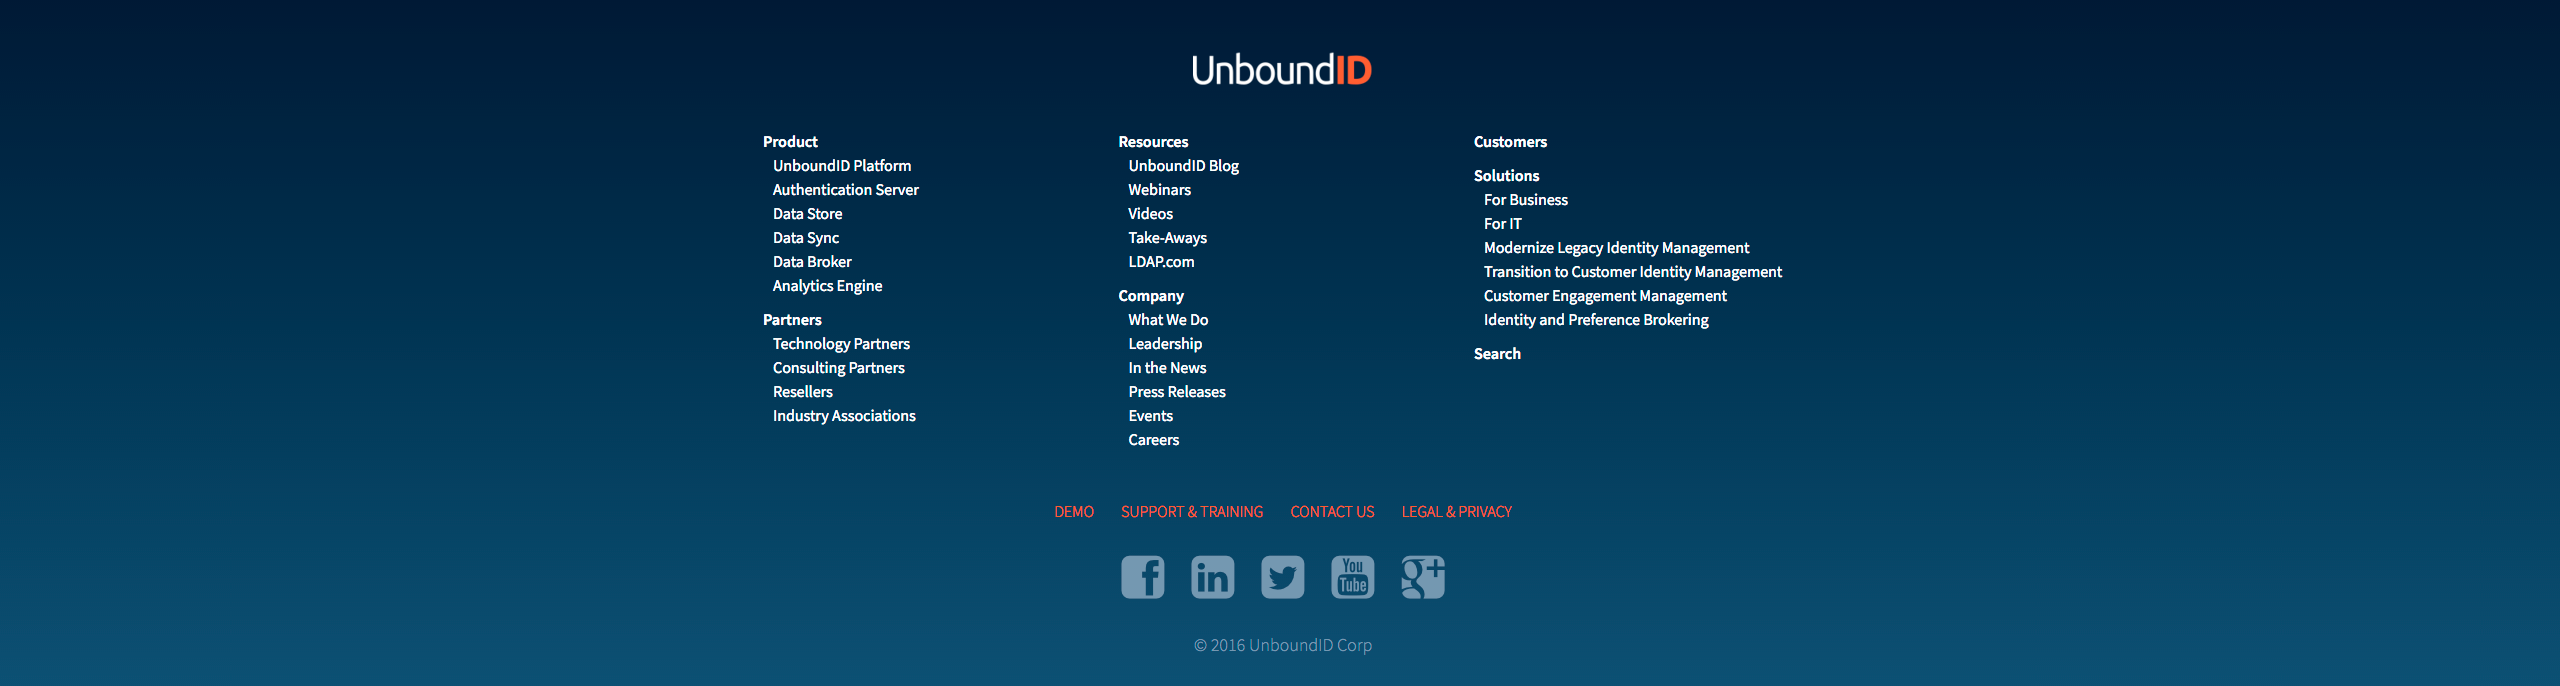 UnboundID
Product
UnboundID Platform
Authentication Server
Data Store
Data Sync
Data Broker
Analytics Engine
Partners
Technology Partners
Consulting Partners
Resellers
Industry Associations
Resources
UnboundID Blog
Webinars
Videos
Take-Aways
LDAP.com
Company
What We Do
Leadership
In the News
Press Releases
Events
Careers
Customers
Solutions
For Business
For IT
Modernize Legacy Identity Management
Transition to Customer Identity Management
Customer Engagement Management
Identity and Preference Brokering
Search
DEMO SUPPORT & TRAINING CONTACT US LEGAL & PRIVACY
f in You Tube g+
© 2016 UnboundID Corp